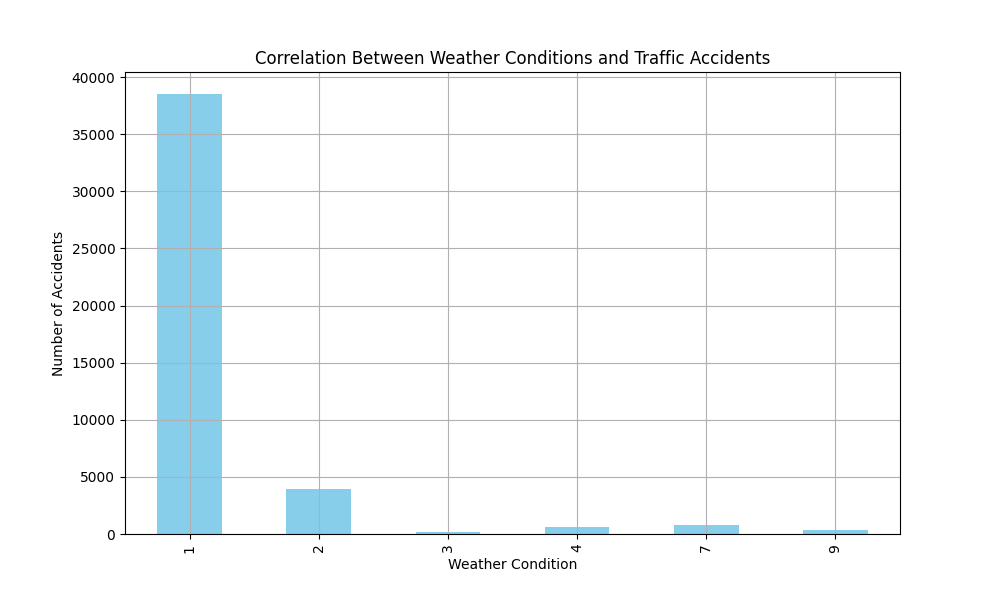 Correlation Between Weather Conditions and Traffic Accidents
Number of Accidents
40000
35000
30000
25000
20000
15000
10000
5000
0
1 2 3 4 7 9
Weather Condition